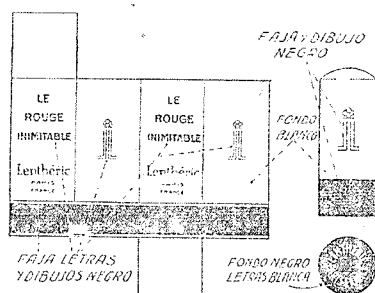 FAJA Y DIBUJO
NEGRO
LE
ROUGE
INIMITABLE
Lenthéric
PARIS
FRANCE
LE
ROUGE
INIMITABLE
Lenthéric
PARIS
FRANCE
FONDO
BLANCO
FAJA LETRAS
Y DIBUJOS NEGRO
FONDO NEGRO
LETRAS BLANCA